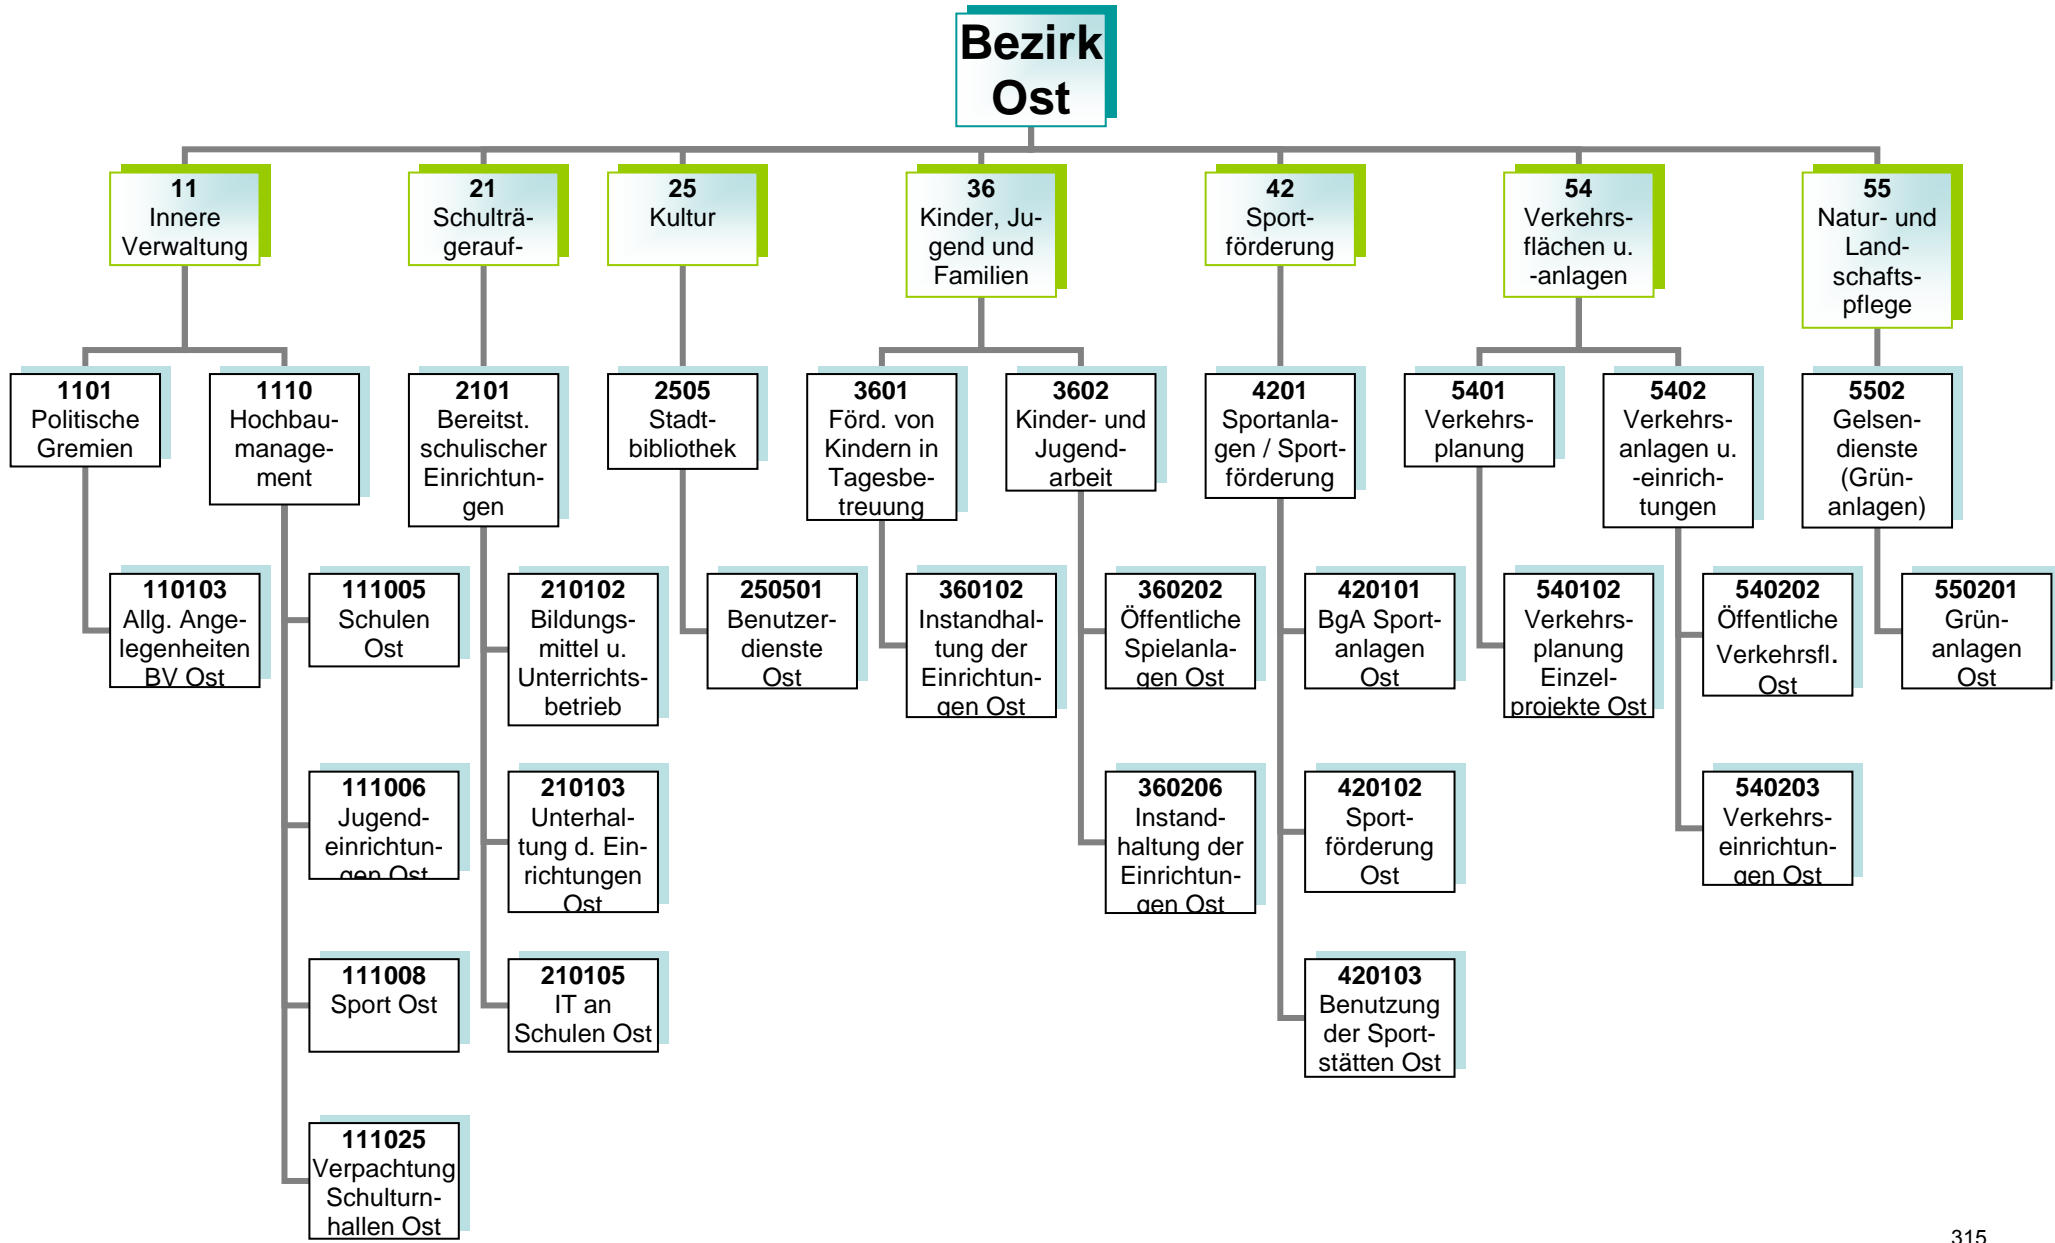 Bezirk
Ost
11
Innere
Verwaltung
21
Schulträ-
gerauf-
25
Kultur
36
Kinder, Ju-
gend und
Familien
42
Sport-
förderung
54
Verkehrs-
flächen u.
-anlagen
55
Natur- und
Land-
schafts-
pflege
1101
Politische
Gremien
1110
Hochbau-
manage-
ment
2101
Bereitst.
schulischer
Einrichtun-
gen
2505
Stadt-
bibliothek
3601
Förd. von
Kindern in
Tagesbe-
treuung
3602
Kinder- und
Jugend-
arbeit
4201
Sportanla-
gen / Sport-
förderung
5401
Verkehrs-
planung
5402
Verkehrs-
anlagen u.
-einrich-
tungen
5502
Gelsen-
dienste
(Grün-
anlagen)
110103
Allg. Ange-
legenheiten
BV Ost
111005
Schulen
Ost
210102
Bildungs-
mittel u.
Unterrichts-
betrieb
250501
Benutzer-
dienste
Ost
360102
Instandhal-
tung der
Einrichtun-
gen Ost
360202
Öffentliche
Spielanla-
gen Ost
420101
BgA Sport-
anlagen
Ost
540102
Verkehrs-
planung
Einzel-
projekte Ost
540202
Öffentliche
Verkehrsfl.
Ost
550201
Grün-
anlagen
Ost
111006
Jugend-
einrichtun-
gen Ost
210103
Unterhal-
tung d. Ein-
richtungen
Ost
360206
Instand-
haltung der
Einrichtun-
gen Ost
420102
Sport-
förderung
Ost
540203
Verkehrs-
einrichtun-
gen Ost
111008
Sport Ost
210105
IT an
Schulen Ost
420103
Benutzung
der Sport-
stätten Ost
111025
Verpachtung
Schulturn-
hallen Ost
315